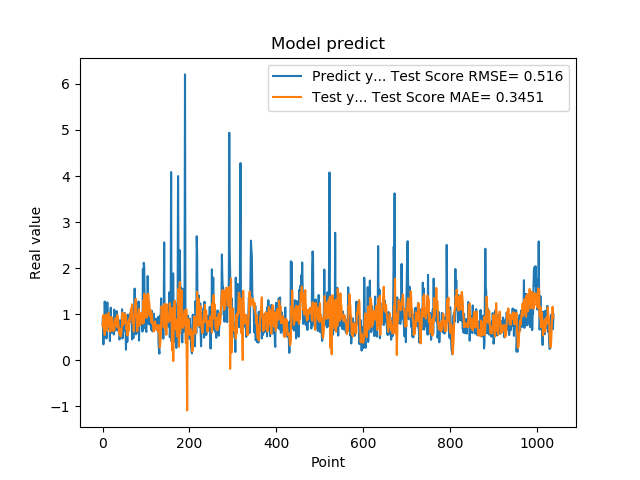 Model predict
Predict y... Test Score RMSE= 0.516
Test y... Test Score MAE= 0.3451
Real value
6
5
4
3
2
1
0
−1
0 200 400 600 800 1000
Point